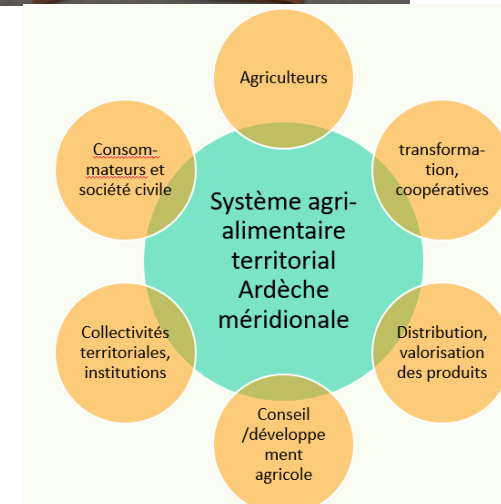 Agriculteurs
transforma-
tion,
coopératives
Distribution,
valorisation
des produits
Conseil
/développe
ment
agricole
Collectivités
territoriales,
institutions
Consom-
mateurs et
société civile
Système agri-
alimentaire
territorial
Ardèche
méridionale